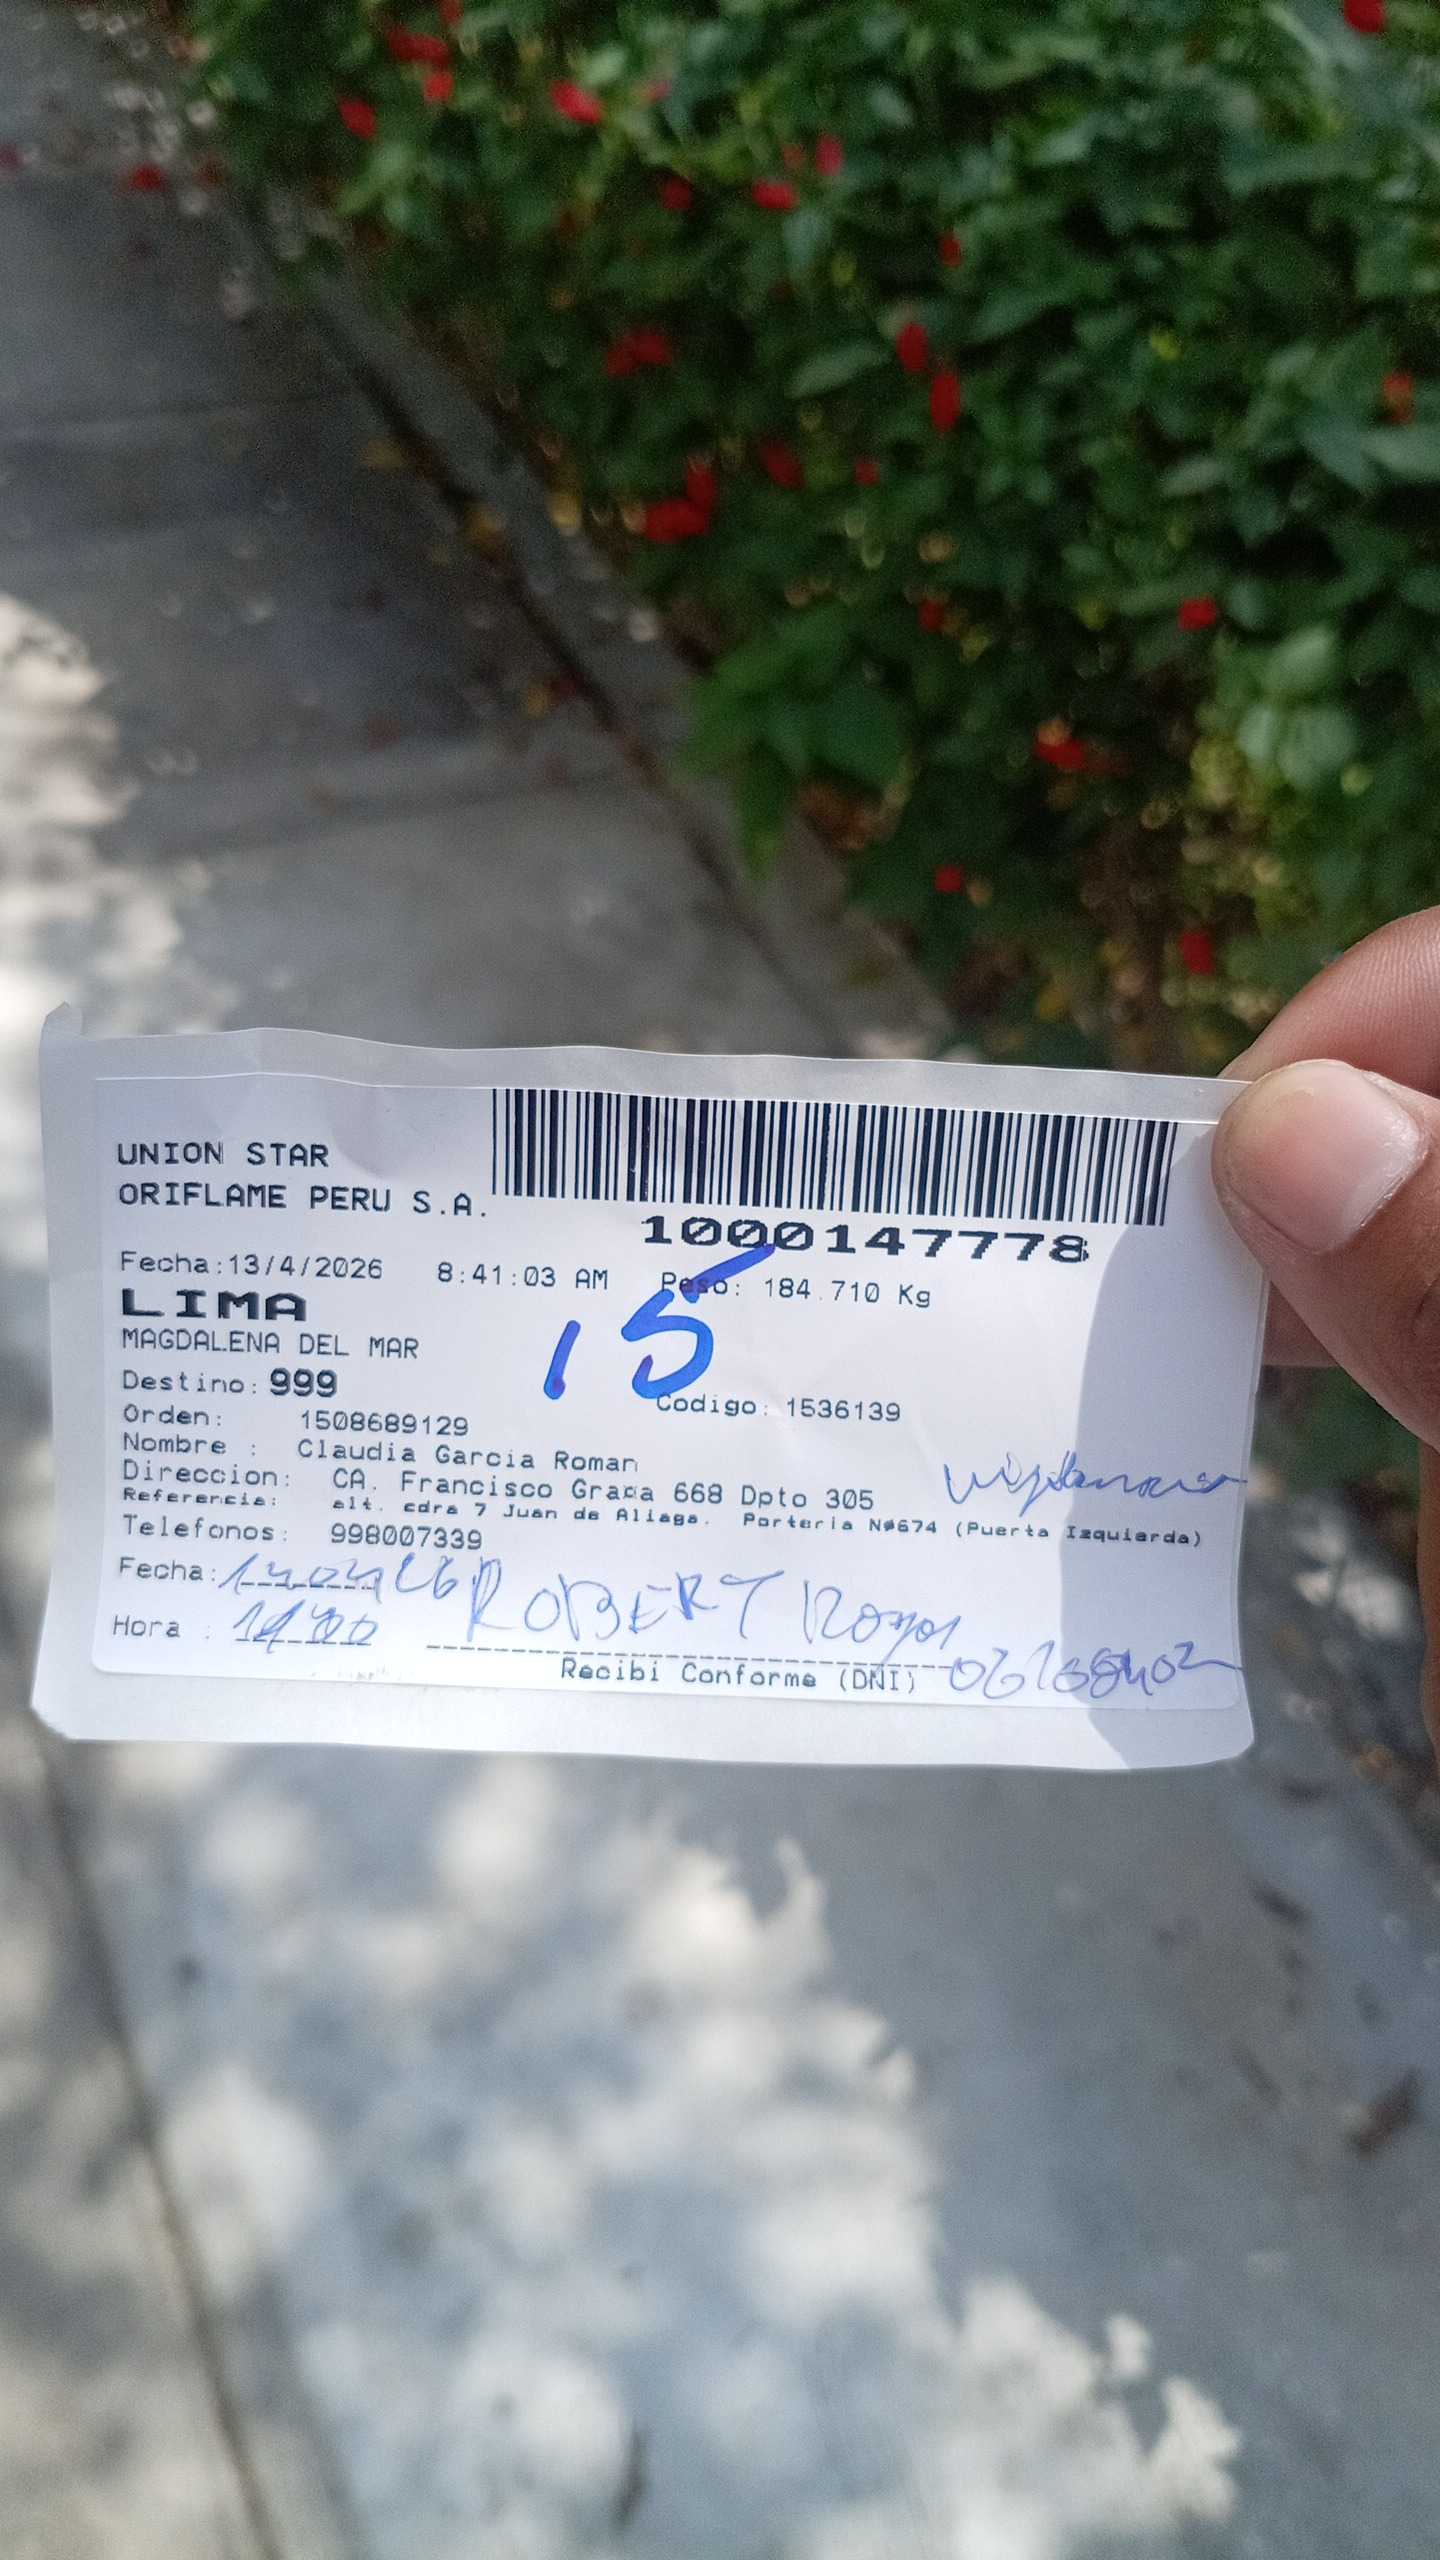 UNION STAR
ORIFLAME PERU S.A.
1000147778
Fecha:13/4/2026 8:41:03 AM Peso: 184.710 Kg
LIMA
15
MAGDALENA DEL MAR
Destino: 999
Codigo: 1536139
Orden: 1508689129
Nombre : Claudia Garcia Roman
Direccion: CA. Francisco Graña 668 Dpto 305
Referencia: alt. cdra 7 Juan de Aliaga. Porteria Nº674 (Puerta Izquierda)
Telefonos: 998007339
Fecha:
ROBERT
Hora :
Recibi Conforme (DNI)